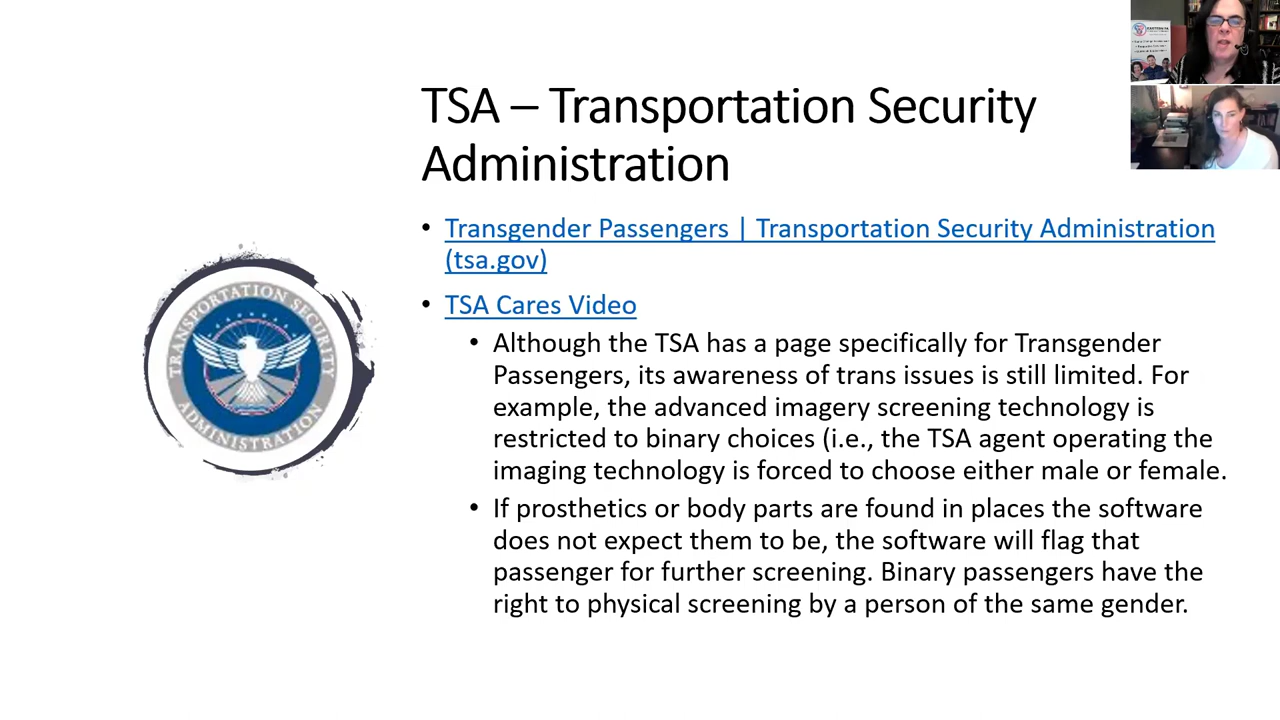 TSA – Transportation Security
Administration
• Transgender Passengers | Transportation Security Administration
(tsa.gov)
• TSA Cares Video
• Although the TSA has a page specifically for Transgender
Passengers, its awareness of trans issues is still limited. For
example, the advanced imagery screening technology is
restricted to binary choices (i.e., the TSA agent operating the
imaging technology is forced to choose either male or female.
• If prosthetics or body parts are found in places the software
does not expect them to be, the software will flag that
passenger for further screening. Binary passengers have the
right to physical screening by a person of the same gender.
TRANSPORTATION SECURITY
ADMINISTRATION